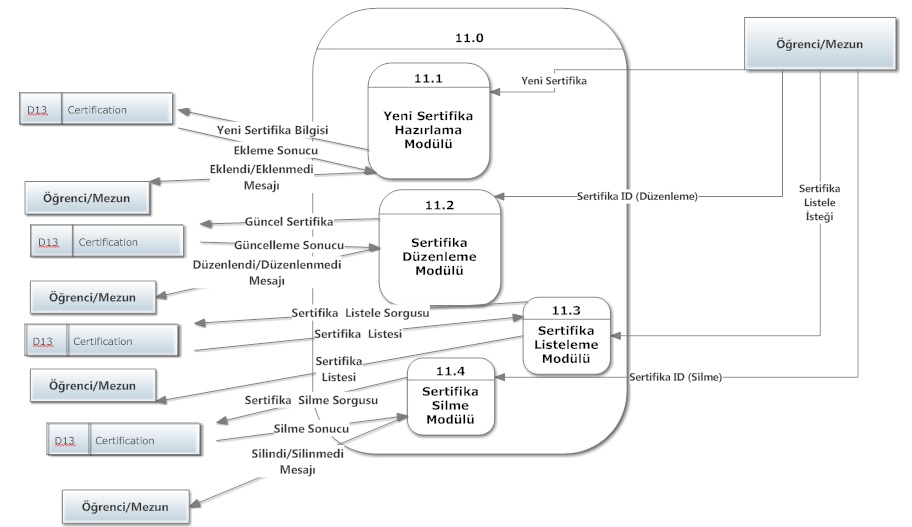 11.0
Öğrenci/Mezun
11.1
Yeni Sertifika
Hazırlama
Modülü
Yeni Sertifika
D13 Certification
Yeni Sertifika Bilgisi
Ekleme Sonucu
Eklendi/Eklenmedi
Mesajı
Öğrenci/Mezun
11.2
Sertifika
Düzenleme
Modülü
Sertifika ID (Düzenleme)
Sertifika
Listele
İsteği
D13 Certification
Güncel Sertifika
Güncelleme Sonucu
Düzenlendi/Düzenlenmedi
Mesajı
Öğrenci/Mezun
11.3
Sertifika
Listeleme
Modülü
Sertifika Listele Sorgusu
Sertifika Listesi
D13 Certification
Sertifika
Listesi
Öğrenci/Mezun
11.4
Sertifika
Silme
Modülü
Sertifika ID (Silme)
Sertifika Silme Sorgusu
D13 Certification
Silme Sonucu
Silindi/Silinmedi
Mesajı
Öğrenci/Mezun